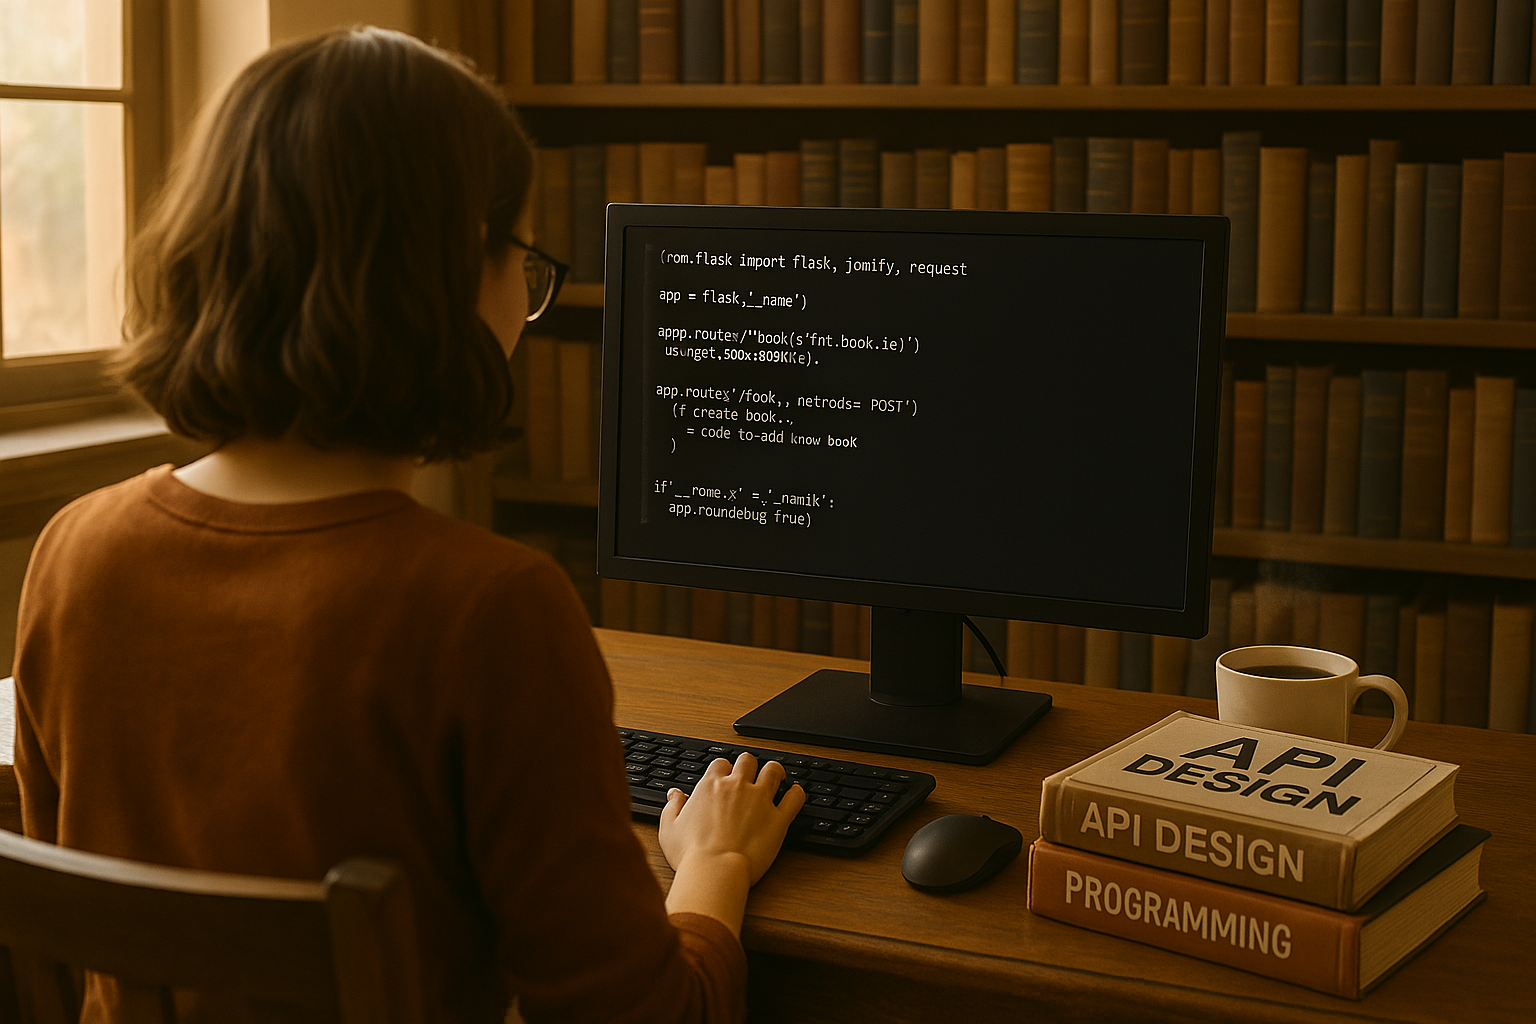 (rom.flask import flask, jomify, request
app = flask,'__name')
appp.routex/"book(s'fnt.book.ie)')
usunget,500x:809KKe).
app.routex'/fook,, netrods= POST')
(f create book..,
= code to-add know book
)
if'__rome.x' =,'_namik':
app.roundebug frue)
API
DESIGN
API DESIGN
PROGRAMMING